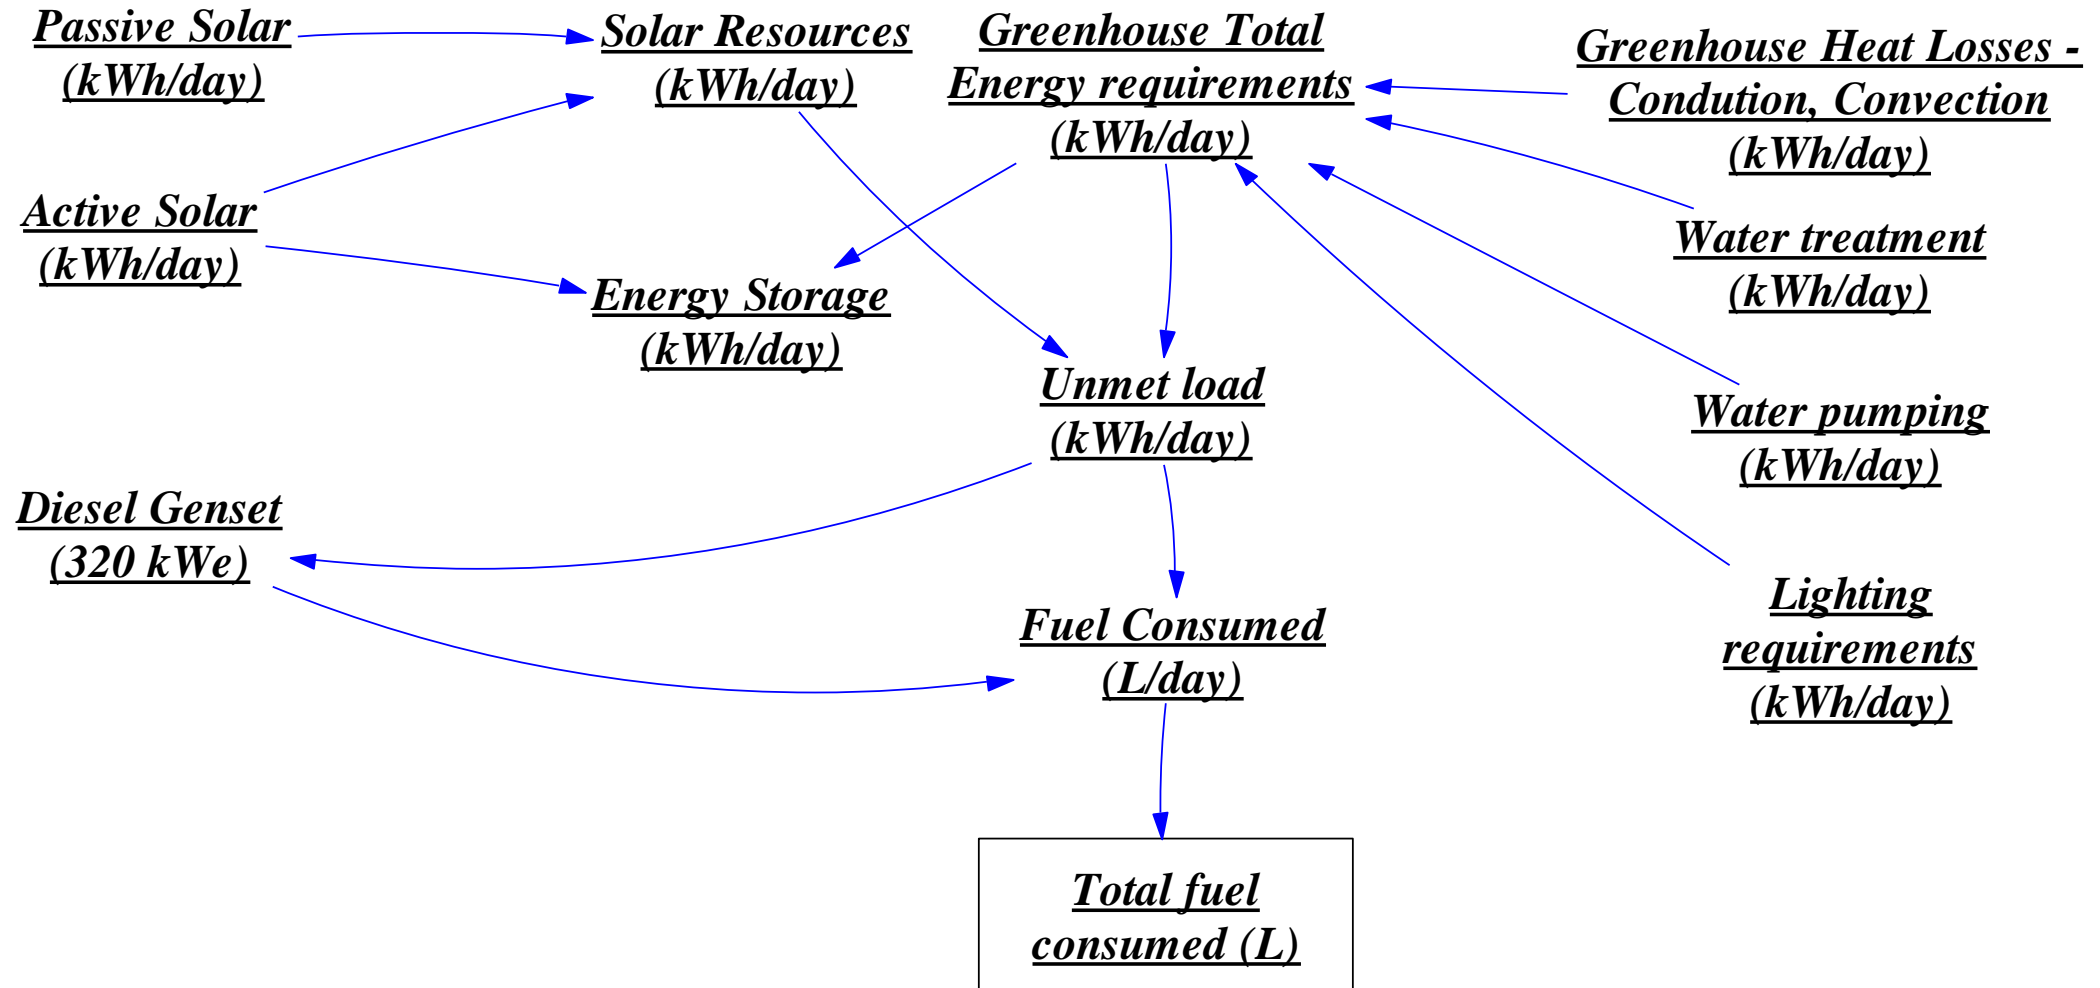 Passive Solar
(kWh/day)
Solar Resources
(kWh/day)
Greenhouse Total
Energy requirements
(kWh/day)
Greenhouse Heat Losses -
Condution, Convection
(kWh/day)
Active Solar
(kWh/day)
Energy Storage
(kWh/day)
Water treatment
(kWh/day)
Unmet load
(kWh/day)
Water pumping
(kWh/day)
Diesel Genset
(320 kWe)
Fuel Consumed
(L/day)
Lighting
requirements
(kWh/day)
Total fuel
consumed (L)